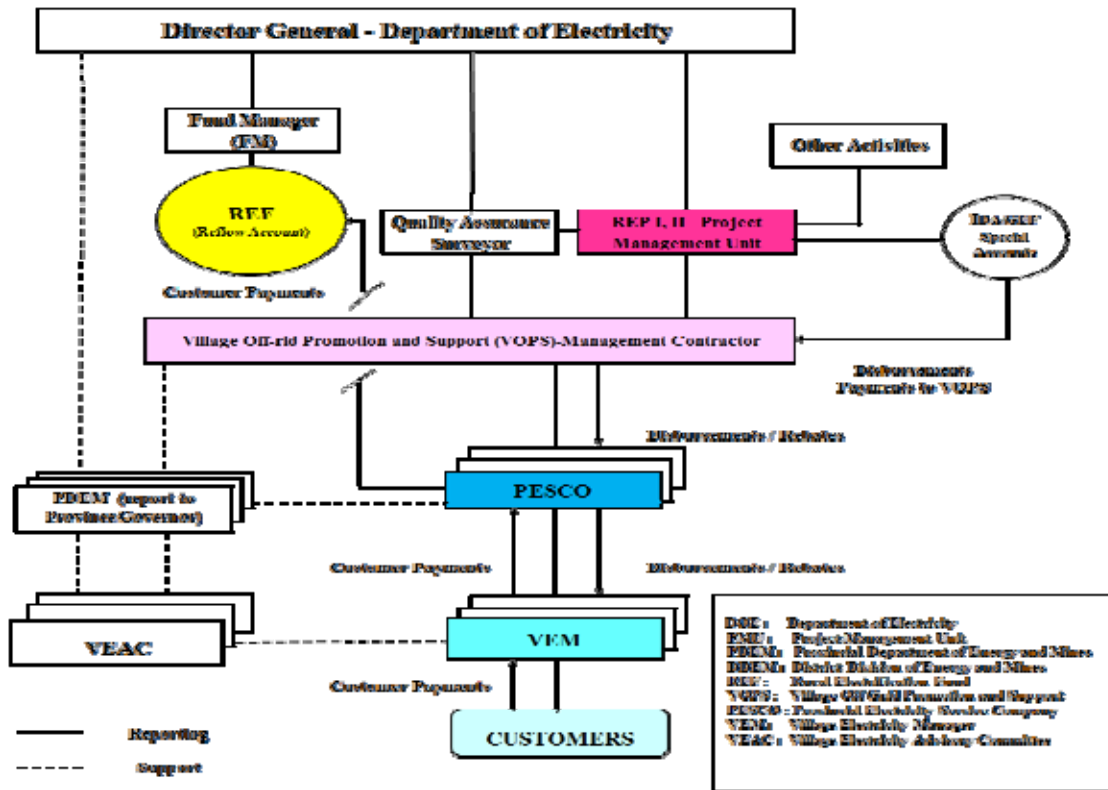 Director General - Department of Electricity
Fund Manager
(FM)
Other Activities
REF
(Reflow Account)
Quality Assurance
Surveyor
REP I, II Project
Management Unit
IDA/GEF
Special
Accounts
Customer Payments
Village Off-rid Promotion and Support (VOPS)-Management Contractor
Disbursements
Payments to VOPS
Disbursements / Rebates
PDEM (report to
Province/Governor)
PESCO
Customer Payments
Disbursements / Rebates
VEAC
VEM
Customer Payments
CUSTOMERS
Reporting
Support
DOE : Department of Electricity
PMU : Project Management Unit
PDEM : Provincial Department of Energy and Mines
DDEM : District Division of Energy and Mines
REF : Rural Electrification Fund
VOPS : Village Off Grid Promotion and Support
PESCO : Provincial Electricity Service Company
VEM : Village Electricity Manager
VEAC : Village Electricity Advisory Committee